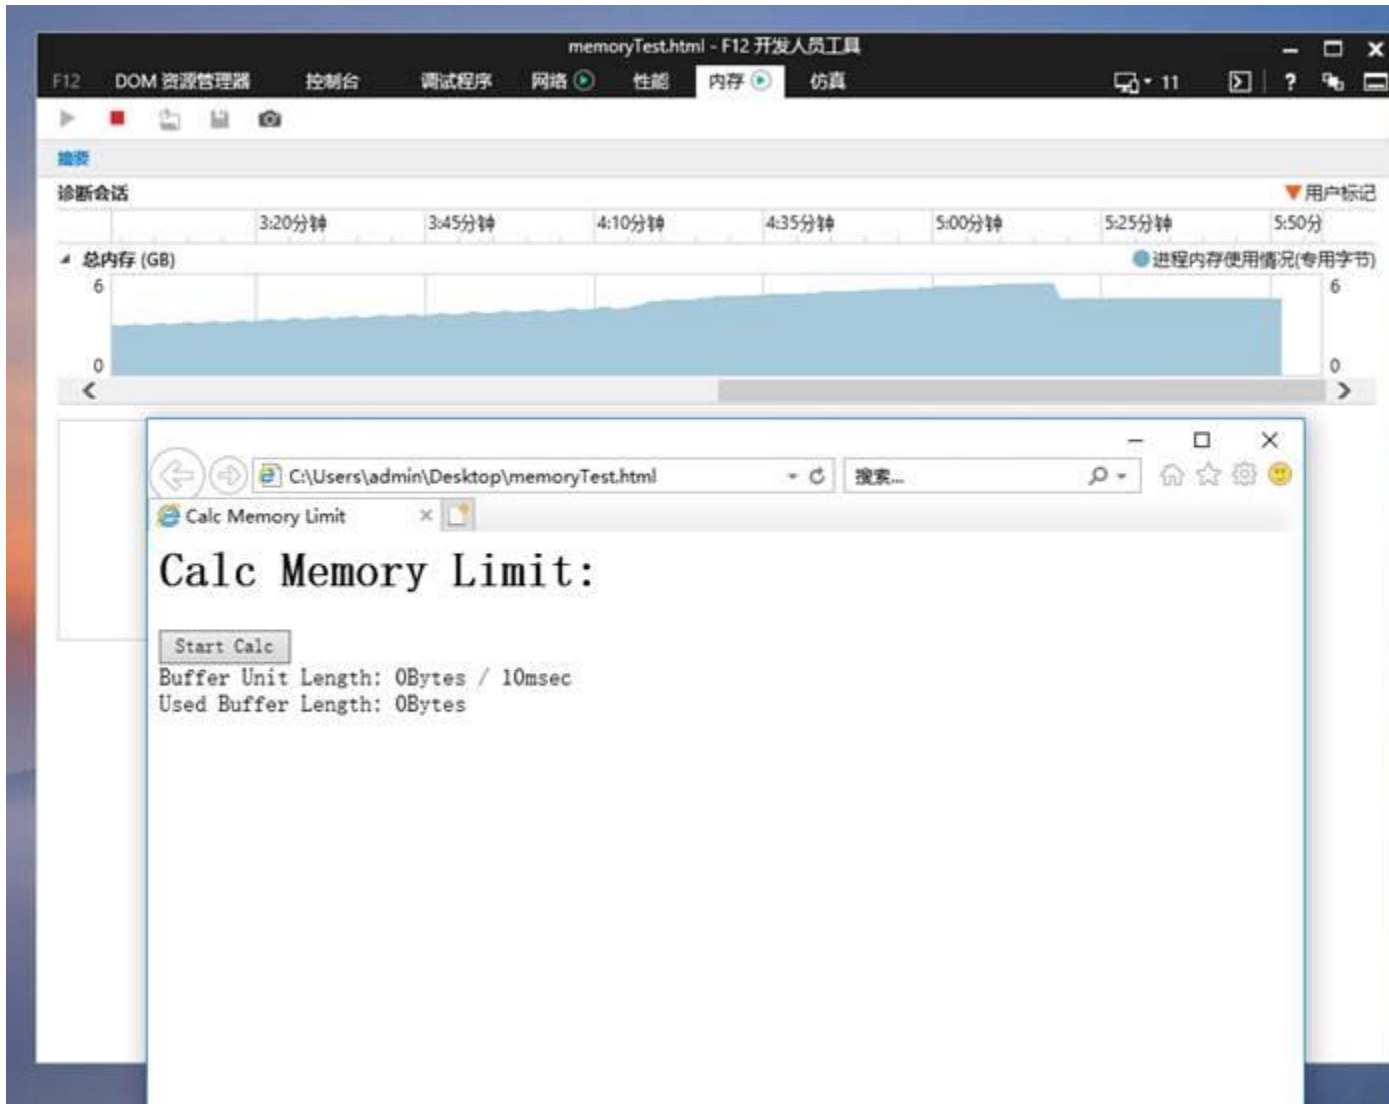 memoryTest.html - F12 开发人员工具
F12 DOM 资源管理器 控制台 调试程序 网络 性能 内存 仿真 11 ?
摘要
诊断会话 用户标记
3:20分钟 3:45分钟 4:10分钟 4:35分钟 5:00分钟 5:25分钟 5:50分
总内存 (GB) 进程内存使用情况(专用字节)
6 6
0 0
C:\Users\admin\Desktop\memoryTest.html 搜索...
Calc Memory Limit
Calc Memory Limit:
Start Calc
Buffer Unit Length: 0Bytes / 10msec
Used Buffer Length: 0Bytes